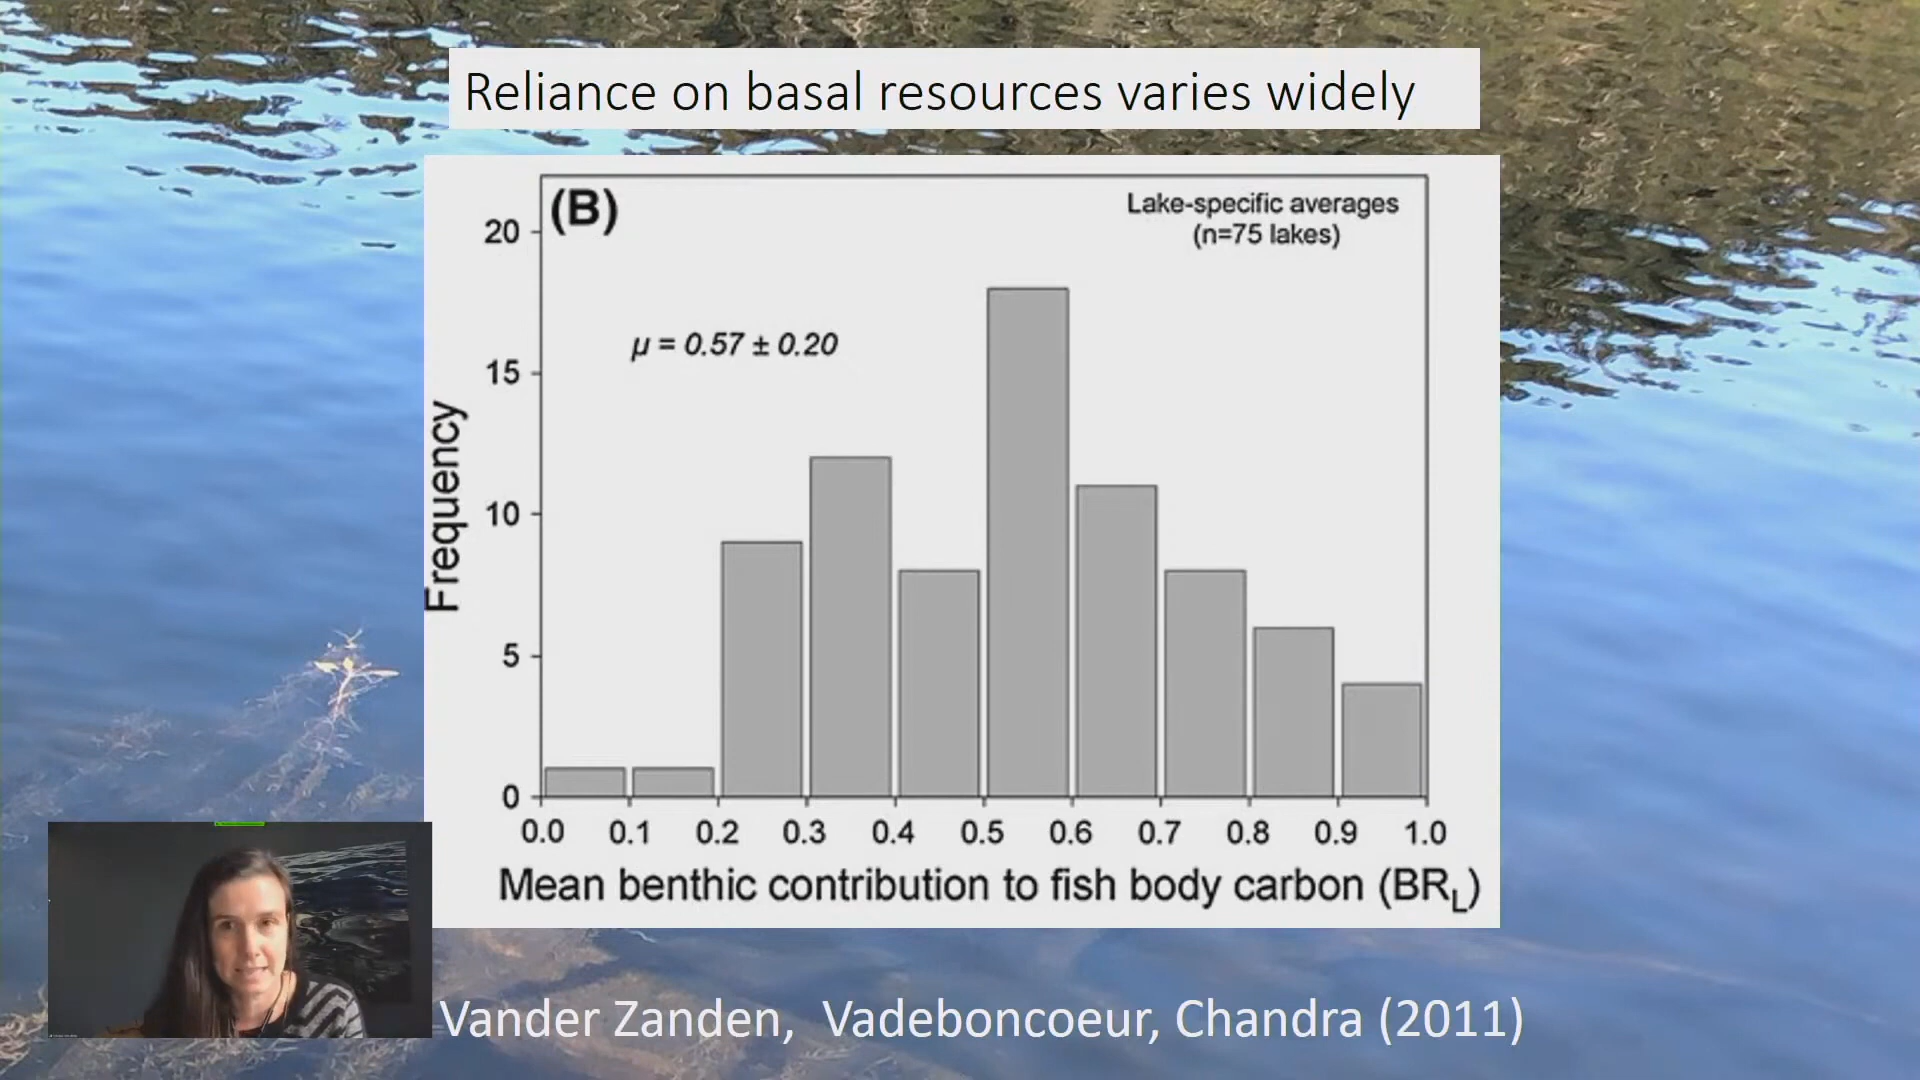 Reliance on basal resources varies widely
(B)
Lake-specific averages
(n=75 lakes)
μ = 0.57 ± 0.20
Frequency
20
15
10
5
0
0.0 0.1 0.2 0.3 0.4 0.5 0.6 0.7 0.8 0.9 1.0
Mean benthic contribution to fish body carbon (BRL)
Vander Zanden, Vadeboncoeur, Chandra (2011)